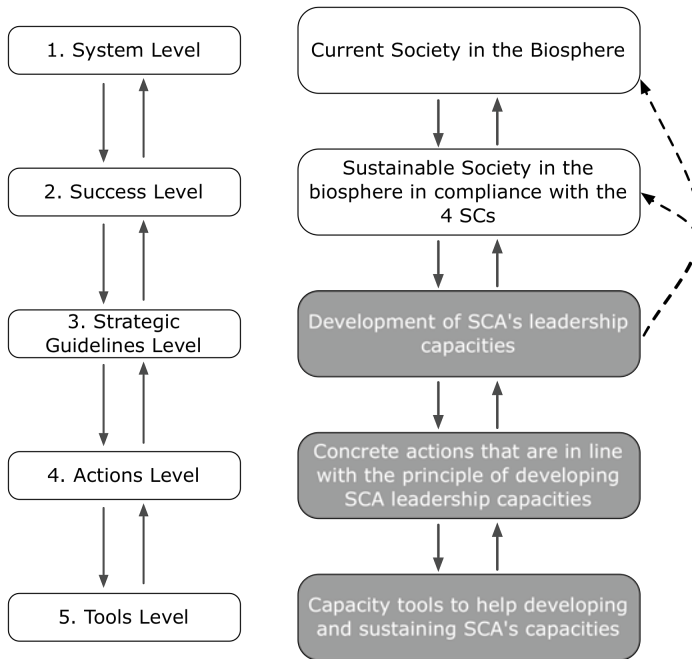 1. System Level
Current Society in the Biosphere
2. Success Level
Sustainable Society in the
biosphere in compliance with the
4 SCs
3. Strategic
Guidelines Level
Development of SCA's leadership
capacities
4. Actions Level
Concrete actions that are in line
with the principle of developing
SCA leadership capacities
5. Tools Level
Capacity tools to help developing
and sustaining SCA's capacities